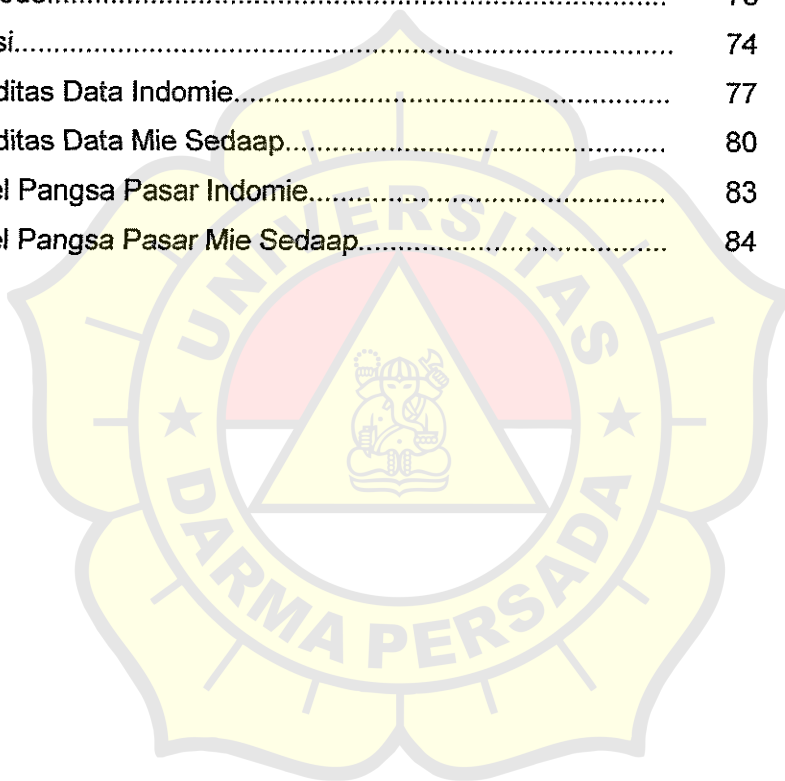 si.......... 74
ditas Data Indomie.......... 77
ditas Data Mie Sedaap.......... 80
el Pangsa Pasar Indomie.......... 83
el Pangsa Pasar Mie Sedaap.......... 84
UNIVERSITAS
DARMA PERSADA